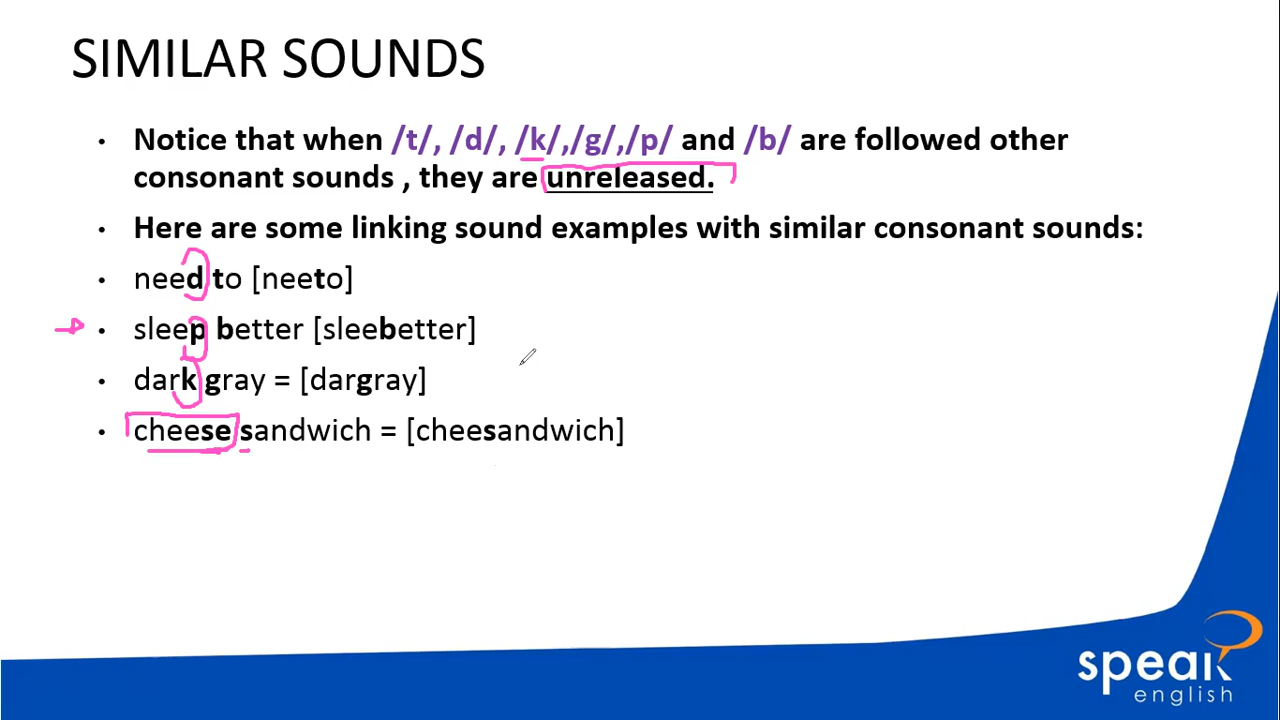 SIMILAR SOUNDS
• Notice that when /t/, /d/, /k/,/g/,/p/ and /b/ are followed other
consonant sounds , they are unreleased.
• Here are some linking sound examples with similar consonant sounds:
• need to [neeto]
• sleep better [sleebetter]
• dark gray = [dargray]
• cheese sandwich = [cheesandwich]
speak
english